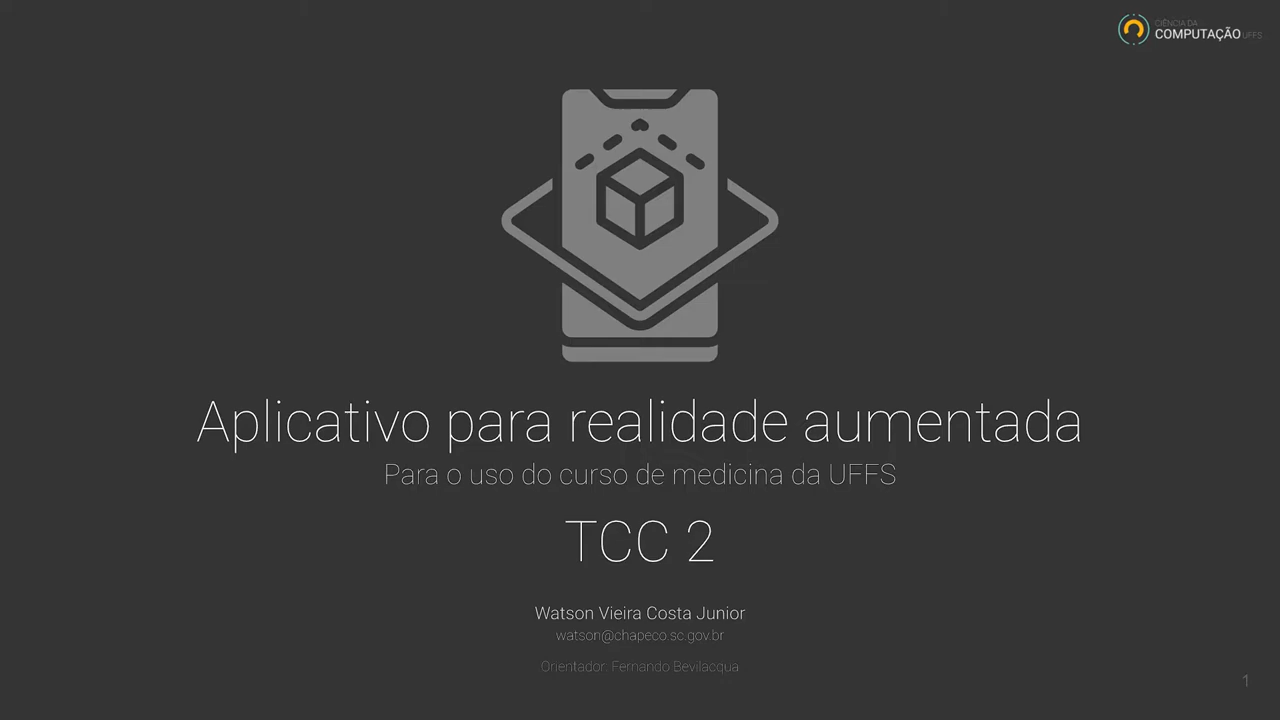 CIÊNCIA DA
COMPUTAÇÃO UFFS
Aplicativo para realidade aumentada
Para o uso do curso de medicina da UFFS
TCC 2
Watson Vieira Costa Junior
watson@chapeco.sc.gov.br
Orientador: Fernando Bevilacqua
1